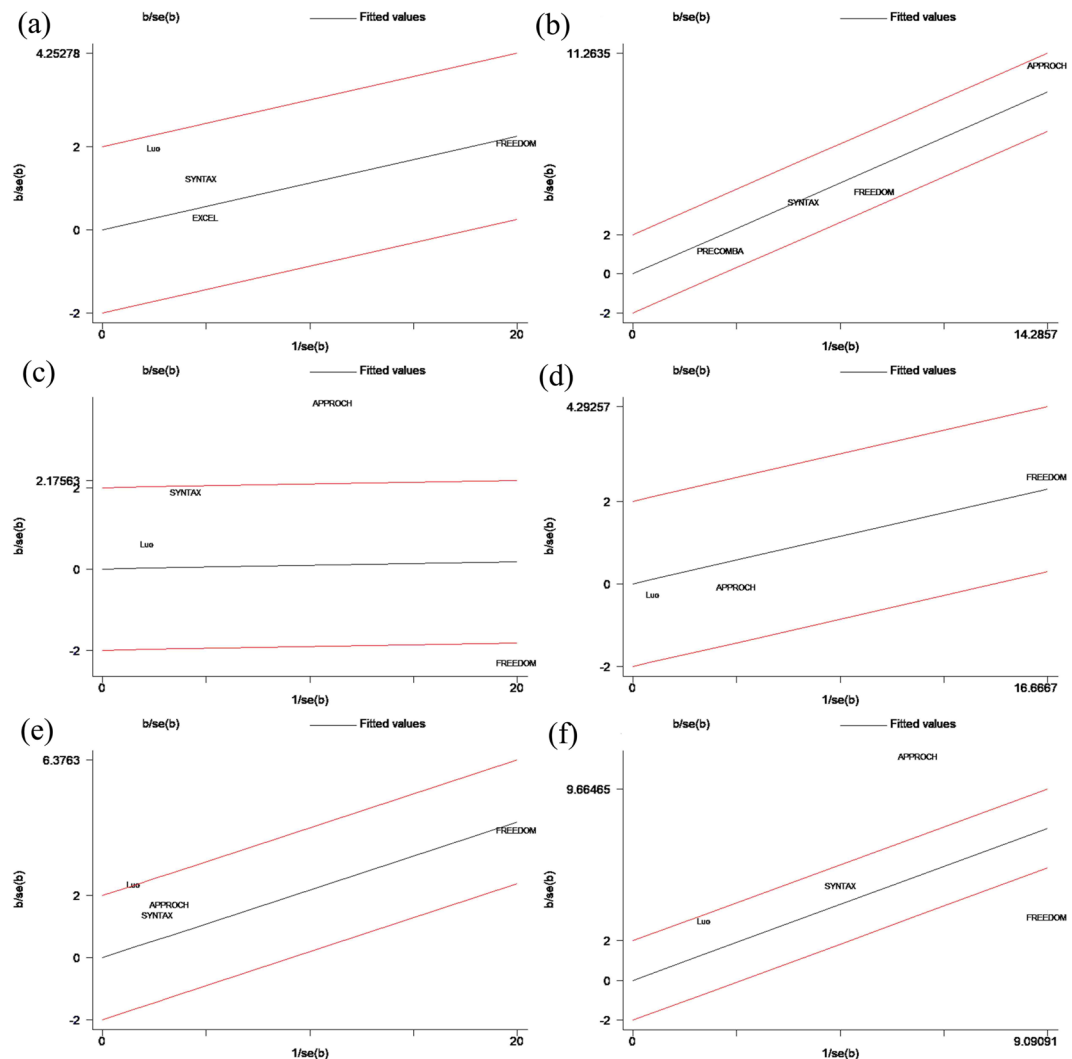 (a)
b/se(b) Fitted values
4.25278
2
0
-2
b/se(b)
Luo
SYNTAX
EXCEL
FREEDOM
0 20
1/se(b)
(b)
b/se(b) Fitted values
11.2635
2
0
-2
b/se(b)
APPROCH
FREEDOM
SYNTAX
PRECOMBA
0 14.2857
1/se(b)
(c)
b/se(b) Fitted values
2.17563
2
0
-2
b/se(b)
APPROCH
SYNTAX
Luo
FREEDOM
0 20
1/se(b)
(d)
b/se(b) Fitted values
4.29257
2
0
-2
b/se(b)
FREEDOM
APPROCH
Luo
0 16.6667
1/se(b)
(e)
b/se(b) Fitted values
6.3763
2
0
-2
b/se(b)
FREEDOM
Luo
APPROCH
SYNTAX
0 20
1/se(b)
(f)
b/se(b) Fitted values
9.66465
2
0
-2
b/se(b)
APPROCH
SYNTAX
Luo
FREEDOM
0 9.09091
1/se(b)